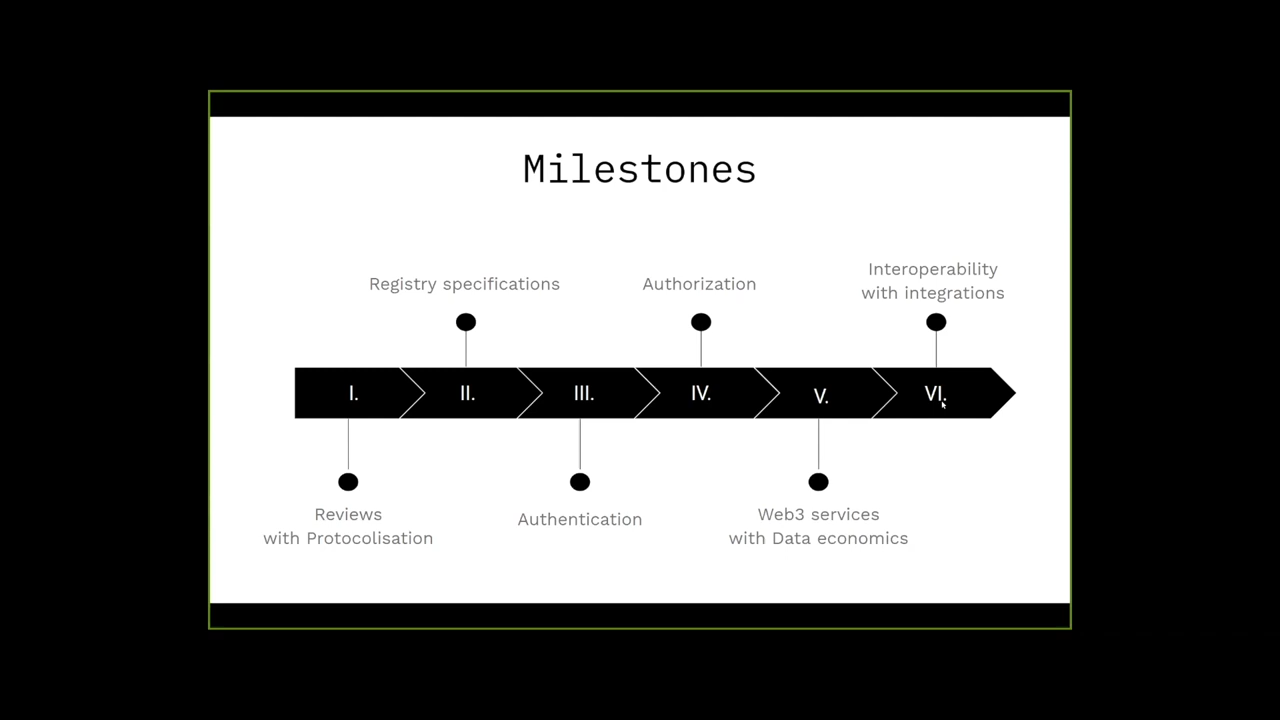 Milestones
Registry specifications
Authorization
Interoperability
with integrations
I.
II.
III.
IV.
V.
VI.
Reviews
with Protocolisation
Authentication
Web3 services
with Data economics